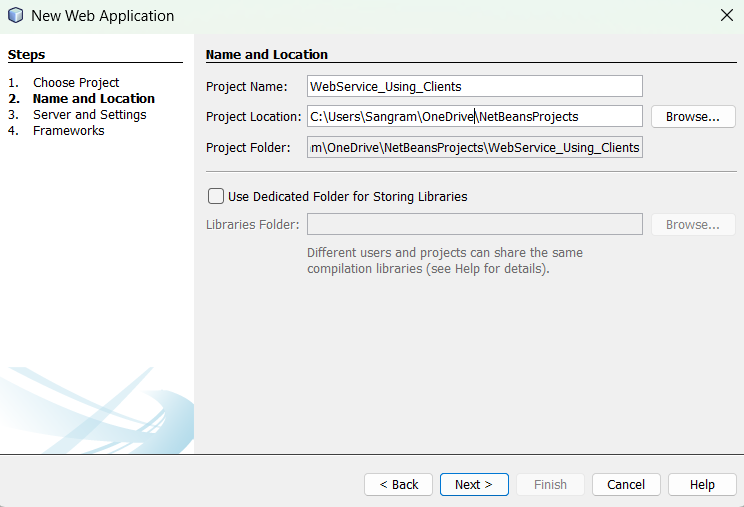 New Web Application
Steps
1. Choose Project
2. Name and Location
3. Server and Settings
4. Frameworks
Name and Location
Project Name: WebService_Using_Clients
Project Location: C:\Users\Sangram\OneDrive\NetBeansProjects Browse...
Project Folder: m\OneDrive\NetBeansProjects\WebService_Using_Clients
Use Dedicated Folder for Storing Libraries
Libraries Folder: Browse...
Different users and projects can share the same
compilation libraries (see Help for details).
< Back Next > Finish Cancel Help